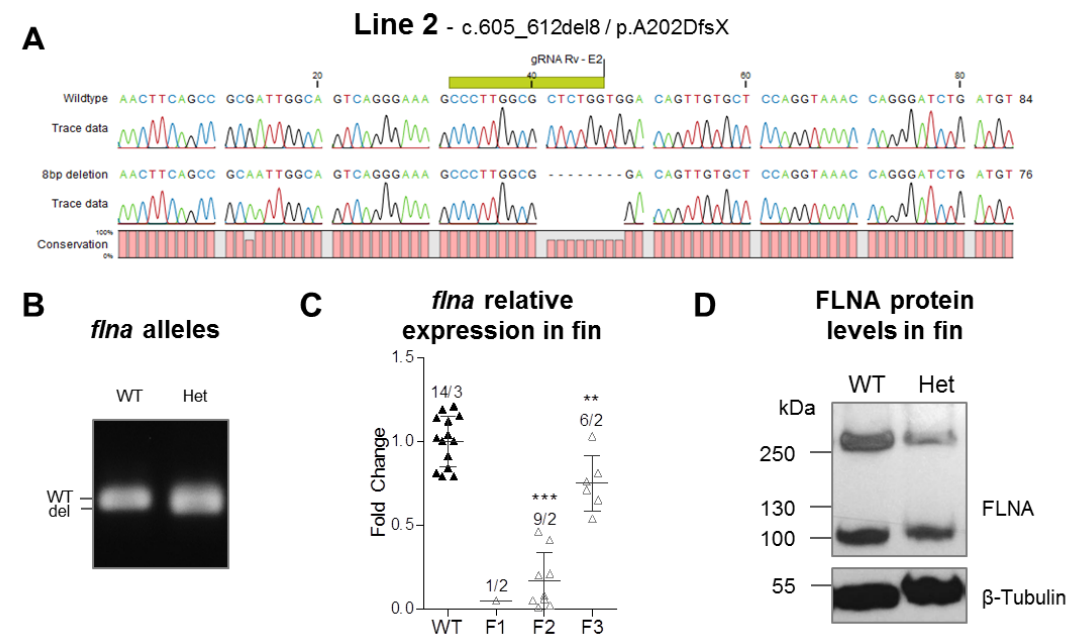 Line 2 - c.605_612del8 / p.A202DfsX
A
gRNA Rv - E2
20 40 60 80
Wildtype AACTTCAGCC GCGATTGGCA GTCAGGGAAA GCCCTTGGCG CTCTGGTGGA CAGTTGTGCT CCAGGTAAAC CAGGGATCTG ATGT 84
Trace data
8bp deletion AACTTCAGCC GCAATTGGCA GTCAGGGAAA GCCCTTGGCG - - - - - - - - GA CAGTTGTGCT CCAGGTAAAC CAGGGATCTG ATGT 76
Trace data
100%
Conservation
0%
B
flna alleles
WT Het
WT
del
C
flna relative
expression in fin
Fold Change
1.5
1.0
0.5
0.0
14/3
1/2
***
9/2
**
6/2
WT F1 F2 F3
D
FLNA protein
levels in fin
WT Het
kDa
250
130
100
55
FLNA
β-Tubulin